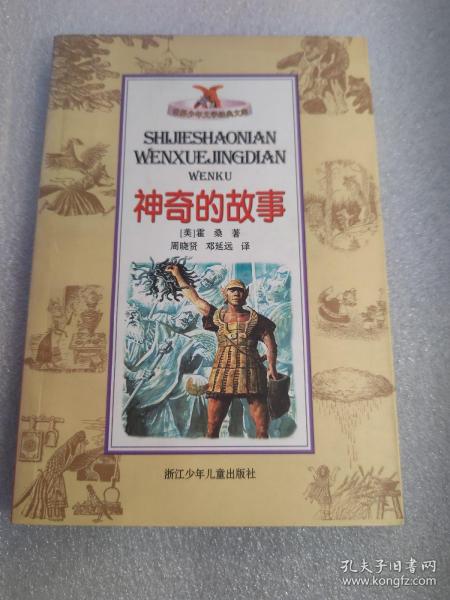 世界少年文学经典文库
SHIJIESHAONIAN
WENXUEJINGDIAN
WENKU
神奇的故事
[美]霍 桑 著
周晓贤 邓延远 译
浙江少年儿童出版社
孔夫子旧书网
www.kongfz.com